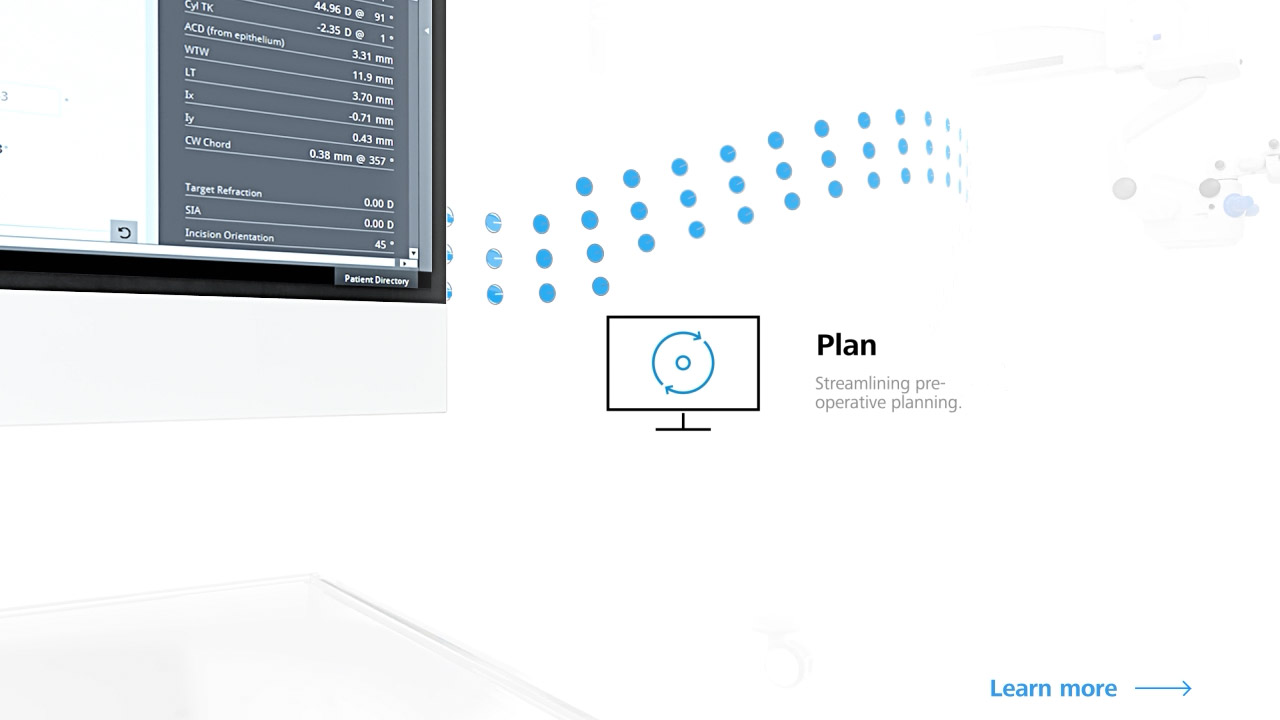 44.96 D @ 91 °
Cyl TK
-2.35 D @ 1 °
ACD (from epithelium)
3.31 mm
WTW
11.9 mm
LT
3.70 mm
Ix
-0.71 mm
Iy
0.43 mm
CW Chord
0.38 mm @ 357 °
Target Refraction
0.00 D
SIA
0.00 D
Incision Orientation
45 °
Patient Directory
3
Plan
Streamlining pre-
operative planning.
Learn more